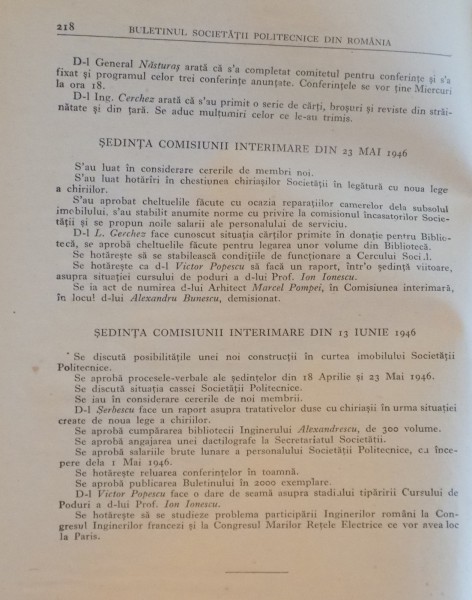 218
BULETINUL SOCIETĂȚII POLITECNICE DIN ROMÂNIA
D-l General Năsturaș arată că s'a completat comitetul pentru conferințe și s'a
fixat și programul celor trei conferințe anunțate. Conferințele se vor ține Miercuri
la ora 18.
D-l Ing. Cerchez arată că s'au primit o serie de cărți, broșuri și reviste din străi-
nătate și din țară. Se aduc mulțumiri celor ce le-au trimis.
ȘEDINȚA COMISIUNII INTERIMARE DIN 23 MAI 1946
S'au luat în considerare cererile de membri noi.
S'au luat hotărîri în chestiunea chiriașilor Societății în legătură cu noua lege
a chiriilor.
S'au aprobat cheltuelile făcute cu ocazia reparațiilor camerelor dela subsolul
imobilului, s'au stabilit anumite norme cu privire la comisionul încasatorilor Socie-
tății și se propun noile salarii ale personalului de serviciu.
D-l L. Gerchez face cunoscut situația cărților primite în donație pentru Biblio-
tecă, se aprobă cheltuelile făcute pentru legarea unor volume din Bibliotecă.
Se hotărește să se stabilească condițiile de funcționare a Cercului Soci.l.
Se hotărește ca d-l Victor Popescu să facă un raport, într'o ședință viitoare,
asupra situației cursului de poduri a d-lui Prof. Ion Ionescu.
Se ia act de numirea d-lui Arhitect Marcel Pompei, în Comisiunea interimară,
în locul d-lui Alexandru Bunescu, demisionat.
ȘEDINȚA COMISIUNII INTERIMARE DIN 13 IUNIE 1946
Se discută posibilitățile unei noi construcții în curtea imobilului Societății
Politecnice.
Se aprobă procesele-verbale ale ședințelor din 18 Aprilie și 23 Mai 1946.
Se discută situația cassei Societății Politecnice.
Se iau în considerare cererile de noi membrii.
D-l Șerbescu face un raport asupra tratativelor duse cu chiriașii în urma situației
create de noua lege a chiriilor.
Se aprobă cumpărarea bibliotecii Inginerului Alexandrescu, de 300 volume.
Se aprobă angajarea unei dactilografe la Secretariatul Societății.
Se aprobă salariile brute lunare a personalului Societății Politecnice, cu înce-
pere dela 1 Mai 1946.
Se hotărește reluarea conferințelor în toamnă.
Se aprobă publicarea Buletinului în 2000 exemplare.
D-l Victor Popescu face o dare de seamă asupra stadiului tipăririi Cursului de
Poduri a d-lui Prof. Ion Ionescu.
Se hotărește să se studieze problema participării Inginerilor români la Con-
gresul Inginerilor francezi și la Congresul Marilor Rețele Electrice ce vor avea loc
la Paris.